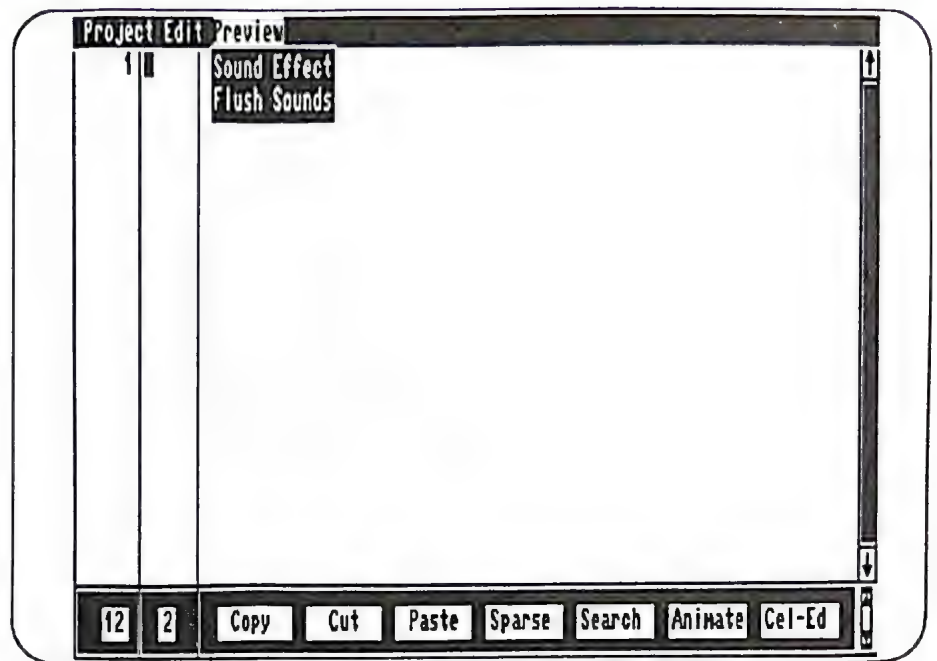 Project Edit Preview
1
Sound Effect
Flush Sounds
12 2 Copy Cut Paste Sparse Search Animate Cel-Ed